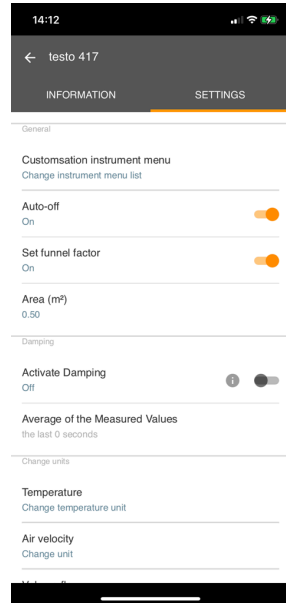 14:12
testo 417
INFORMATION SETTINGS
General
Customsation instrument menu
Change instrument menu list
Auto-off
On
Set funnel factor
On
Area (m²)
0.50
Damping
Activate Damping
Off
Average of the Measured Values
the last 0 seconds
Change units
Temperature
Change temperature unit
Air velocity
Change unit